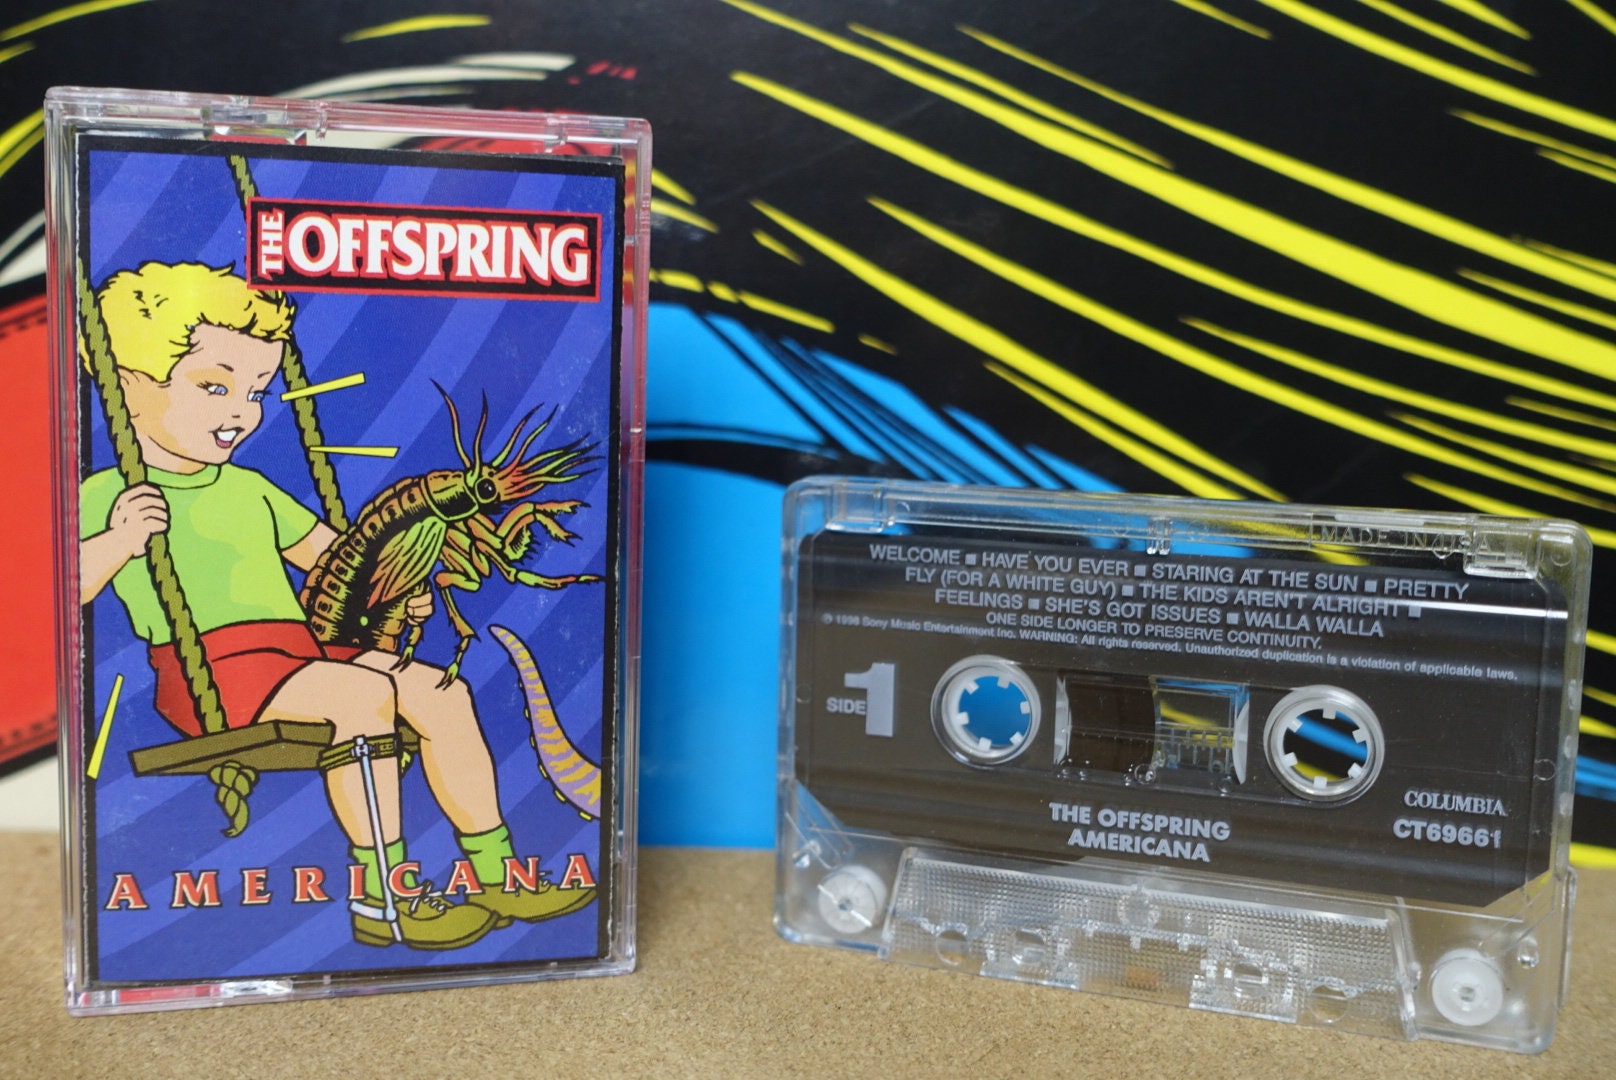 THE OFFSPRING
AMERICANA
MADE IN U.S.A.
WELCOME ■ HAVE YOU EVER ■ STARING AT THE SUN ■ PRETTY
FLY (FOR A WHITE GUY) ■ THE KIDS AREN'T ALRIGHT ■
FEELINGS ■ SHE'S GOT ISSUES ■ WALLA WALLA
ONE SIDE LONGER TO PRESERVE CONTINUITY.
℗ 1998 Sony Music Entertainment Inc. WARNING: All rights reserved. Unauthorized duplication is a violation of applicable laws.
SIDE 1
COLUMBIA
CT69661
THE OFFSPRING
AMERICANA